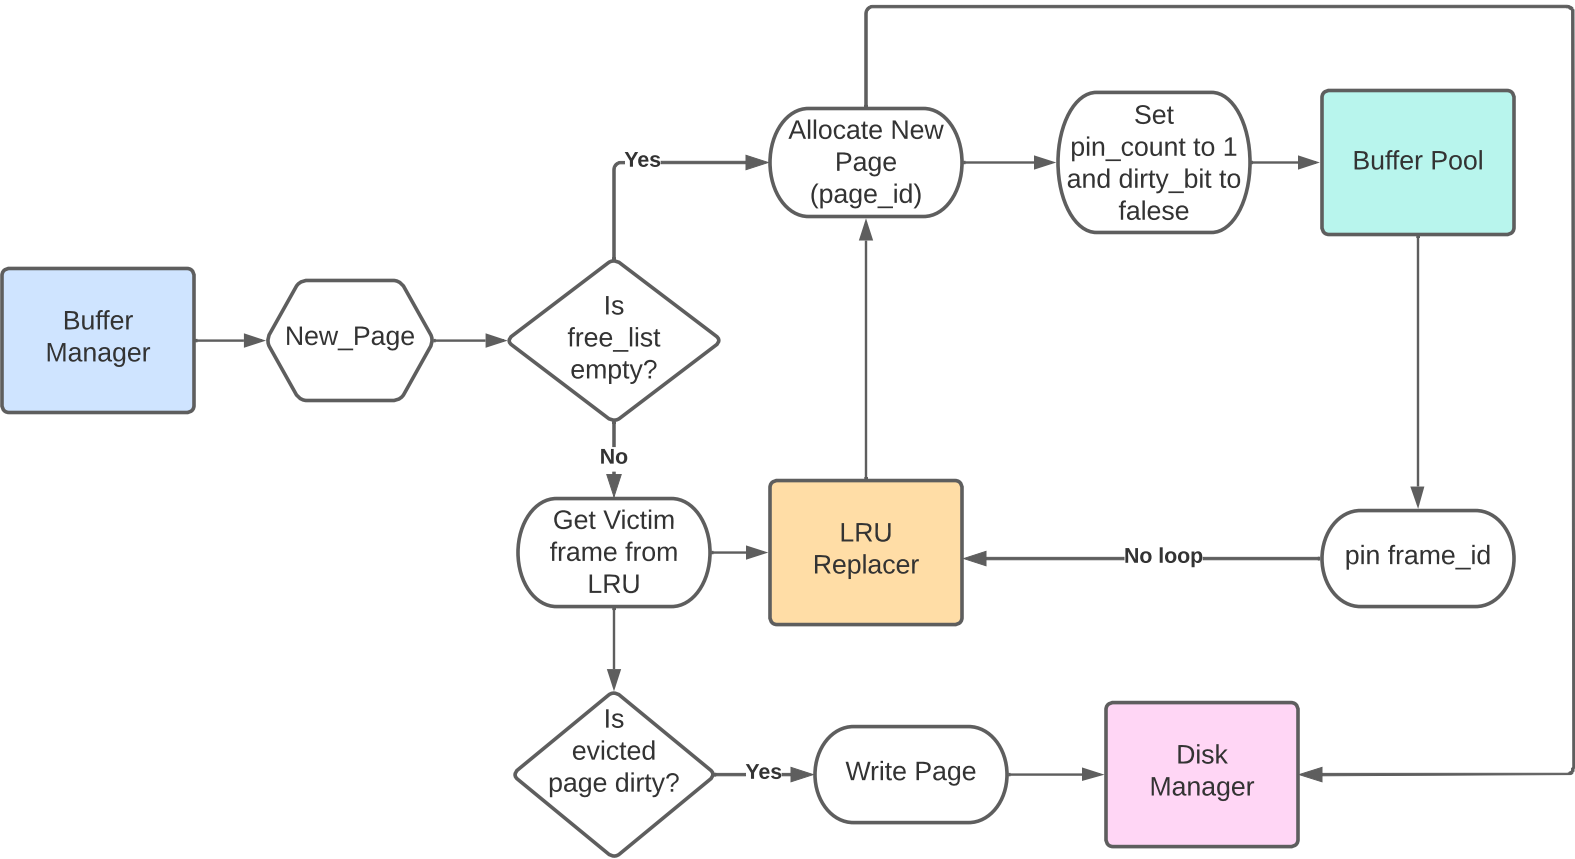 Buffer
Manager
New_Page
Is
free_list
empty?
Yes
Allocate New
Page
(page_id)
Set
pin_count to 1
and dirty_bit to
falese
Buffer Pool
No
Get Victim
frame from
LRU
LRU
Replacer
No loop
pin frame_id
Is
evicted
page dirty?
Yes
Write Page
Disk
Manager